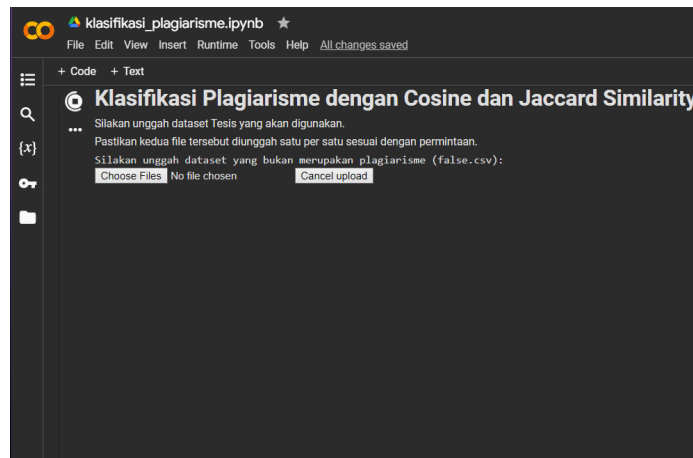 klasifikasi_plagiarisme.ipynb
File Edit View Insert Runtime Tools Help All changes saved
+ Code + Text
Klasifikasi Plagiarisme dengan Cosine dan Jaccard Similarity
Silakan unggah dataset Tesis yang akan digunakan.
Pastikan kedua file tersebut diunggah satu per satu sesuai dengan permintaan.
{x}
Silakan unggah dataset yang bukan merupakan plagiarisme (false.csv):
Choose Files No file chosen Cancel upload